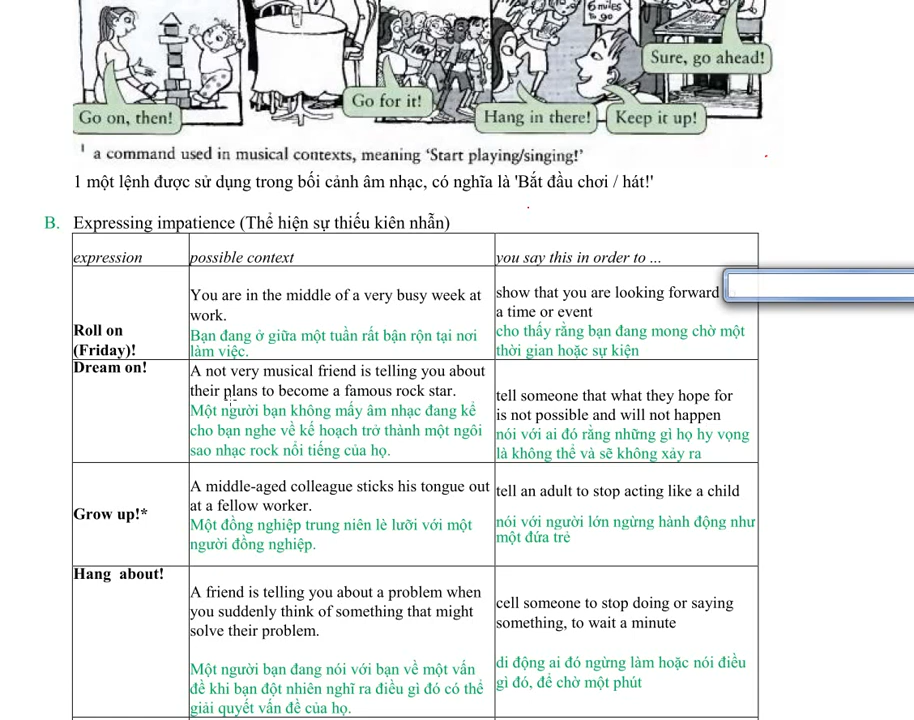 6 miles
to go
Sure, go ahead!
Go for it!
Go on, then!
Hang in there!
Keep it up!
1 a command used in musical contexts, meaning ‘Start playing/singing!’
1 một lệnh được sử dụng trong bối cảnh âm nhạc, có nghĩa là 'Bắt đầu chơi / hát!'
B. Expressing impatience (Thể hiện sự thiếu kiên nhẫn)
expression
possible context
you say this in order to ...
Roll on
(Friday)!
You are in the middle of a very busy week at
work.
Bạn đang ở giữa một tuần rất bận rộn tại nơi
làm việc.
show that you are looking forward
a time or event
cho thấy rằng bạn đang mong chờ một
thời gian hoặc sự kiện
Dream on!
A not very musical friend is telling you about
their plans to become a famous rock star.
Một người bạn không mấy âm nhạc đang kể
cho bạn nghe về kế hoạch trở thành một ngôi
sao nhạc rock nổi tiếng của họ.
tell someone that what they hope for
is not possible and will not happen
nói với ai đó rằng những gì họ hy vọng
là không thể và sẽ không xảy ra
Grow up!*
A middle-aged colleague sticks his tongue out
at a fellow worker.
Một đồng nghiệp trung niên lè lưỡi với một
người đồng nghiệp.
tell an adult to stop acting like a child
nói với người lớn ngừng hành động như
một đứa trẻ
Hang about!
A friend is telling you about a problem when
you suddenly think of something that might
solve their problem.
Một người bạn đang nói với bạn về một vấn
đề khi bạn đột nhiên nghĩ ra điều gì đó có thể
giải quyết vấn đề của họ.
cell someone to stop doing or saying
something, to wait a minute
di động ai đó ngừng làm hoặc nói điều
gì đó, để chờ một phút